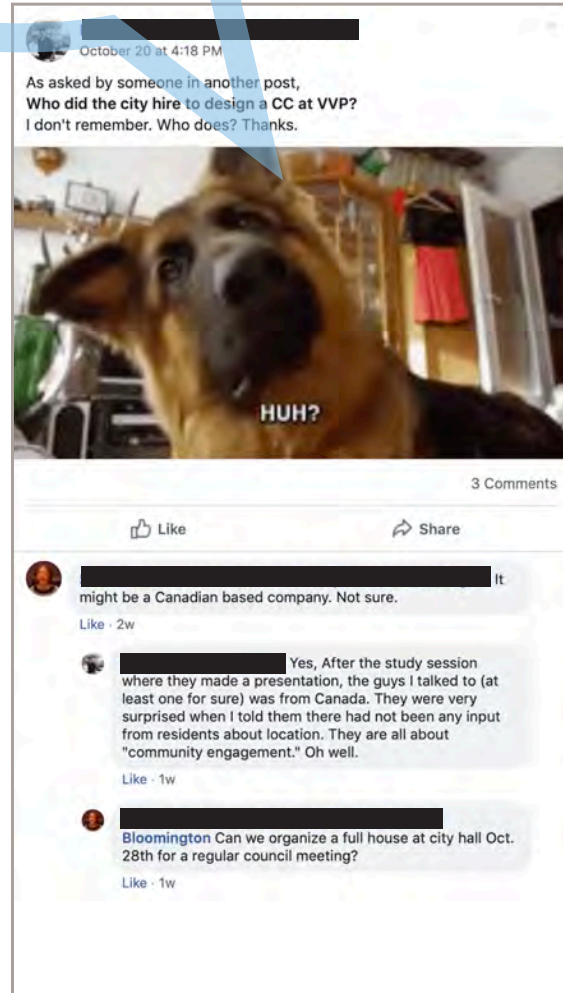 October 20 at 4:18 PM
As asked by someone in another post,
Who did the city hire to design a CC at VVP?
I don't remember. Who does? Thanks.
HUH?
3 Comments
Like
Share
It
might be a Canadian based company. Not sure.
Like · 2w
Yes, After the study session
where they made a presentation, the guys I talked to (at
least one for sure) was from Canada. They were very
surprised when I told them there had not been any input
from residents about location. They are all about
"community engagement." Oh well.
Like · 1w
Bloomington Can we organize a full house at city hall Oct.
28th for a regular council meeting?
Like · 1w